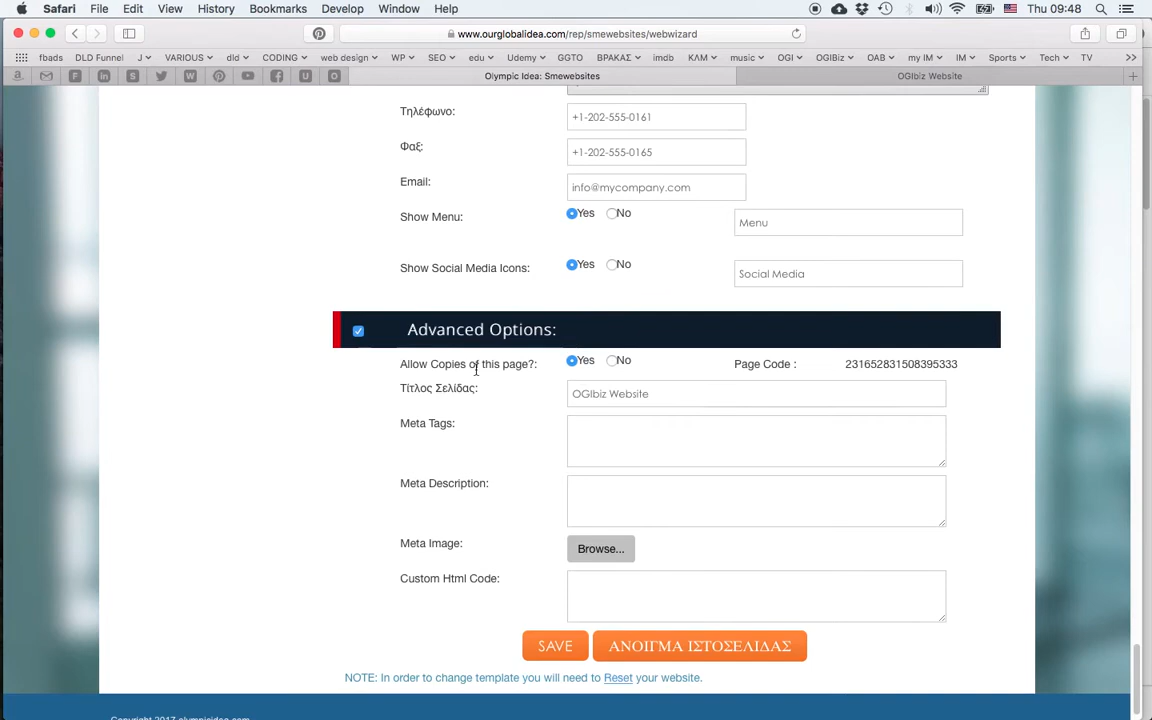 Safari File Edit View History Bookmarks Develop Window Help Thu 09:48
www.ourglobalidea.com/rep/smewebsites/webwizard
fbads DLD Funnel J VARIOUS dld CODING web design WP SEO edu Udemy GGTO ΒΡΑΚΑΣ imdb ΚΛΜ music OGI OGIBiz OAB my IM IM Sports Tech TV
Olympic Idea: Smewebsites OGIbiz Website
Τηλέφωνο: +1-202-555-0161
Φαξ: +1-202-555-0165
Email: info@mycompany.com
Show Menu: Yes No Menu
Show Social Media Icons: Yes No Social Media
Advanced Options:
Allow Copies of this page?: Yes No Page Code : 231652831508395333
Τίτλος Σελίδας: OGIbiz Website
Meta Tags:
Meta Description:
Meta Image: Browse...
Custom Html Code:
SAVE ΑΝΟΙΓΜΑ ΙΣΤΟΣΕΛΙΔΑΣ
NOTE: In order to change template you will need to Reset your website.
Copyright 2017 olympicidea.com